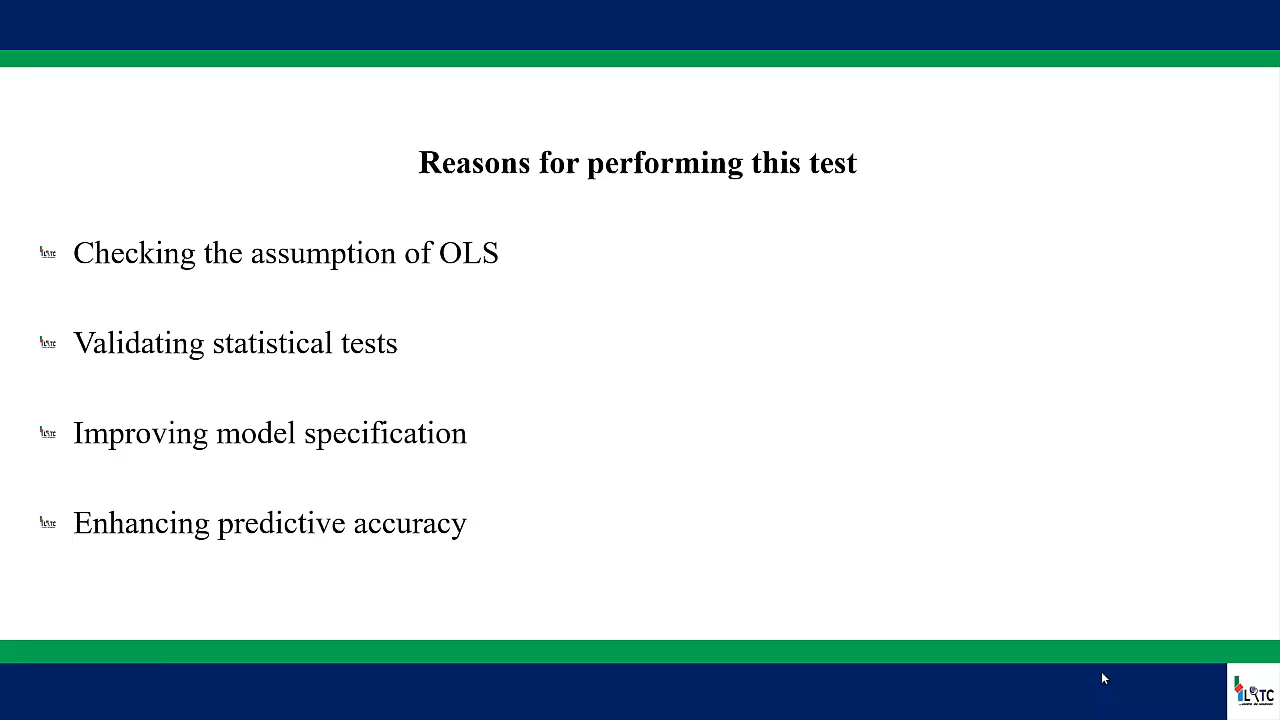 Reasons for performing this test
Checking the assumption of OLS
Validating statistical tests
Improving model specification
Enhancing predictive accuracy